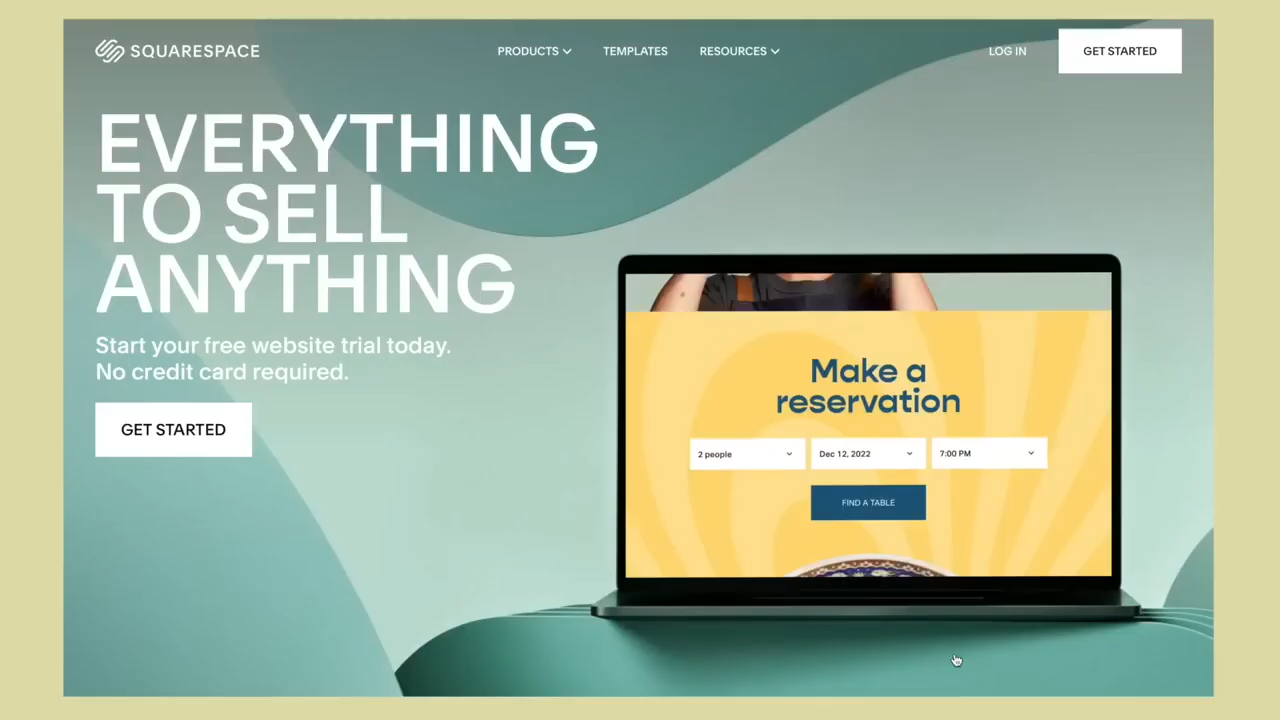 SQUARESPACE
PRODUCTS
TEMPLATES
RESOURCES
LOG IN
GET STARTED
EVERYTHING
TO SELL
ANYTHING
Start your free website trial today.
No credit card required.
GET STARTED
Make a
reservation
2 people
Dec 12, 2022
7:00 PM
FIND A TABLE